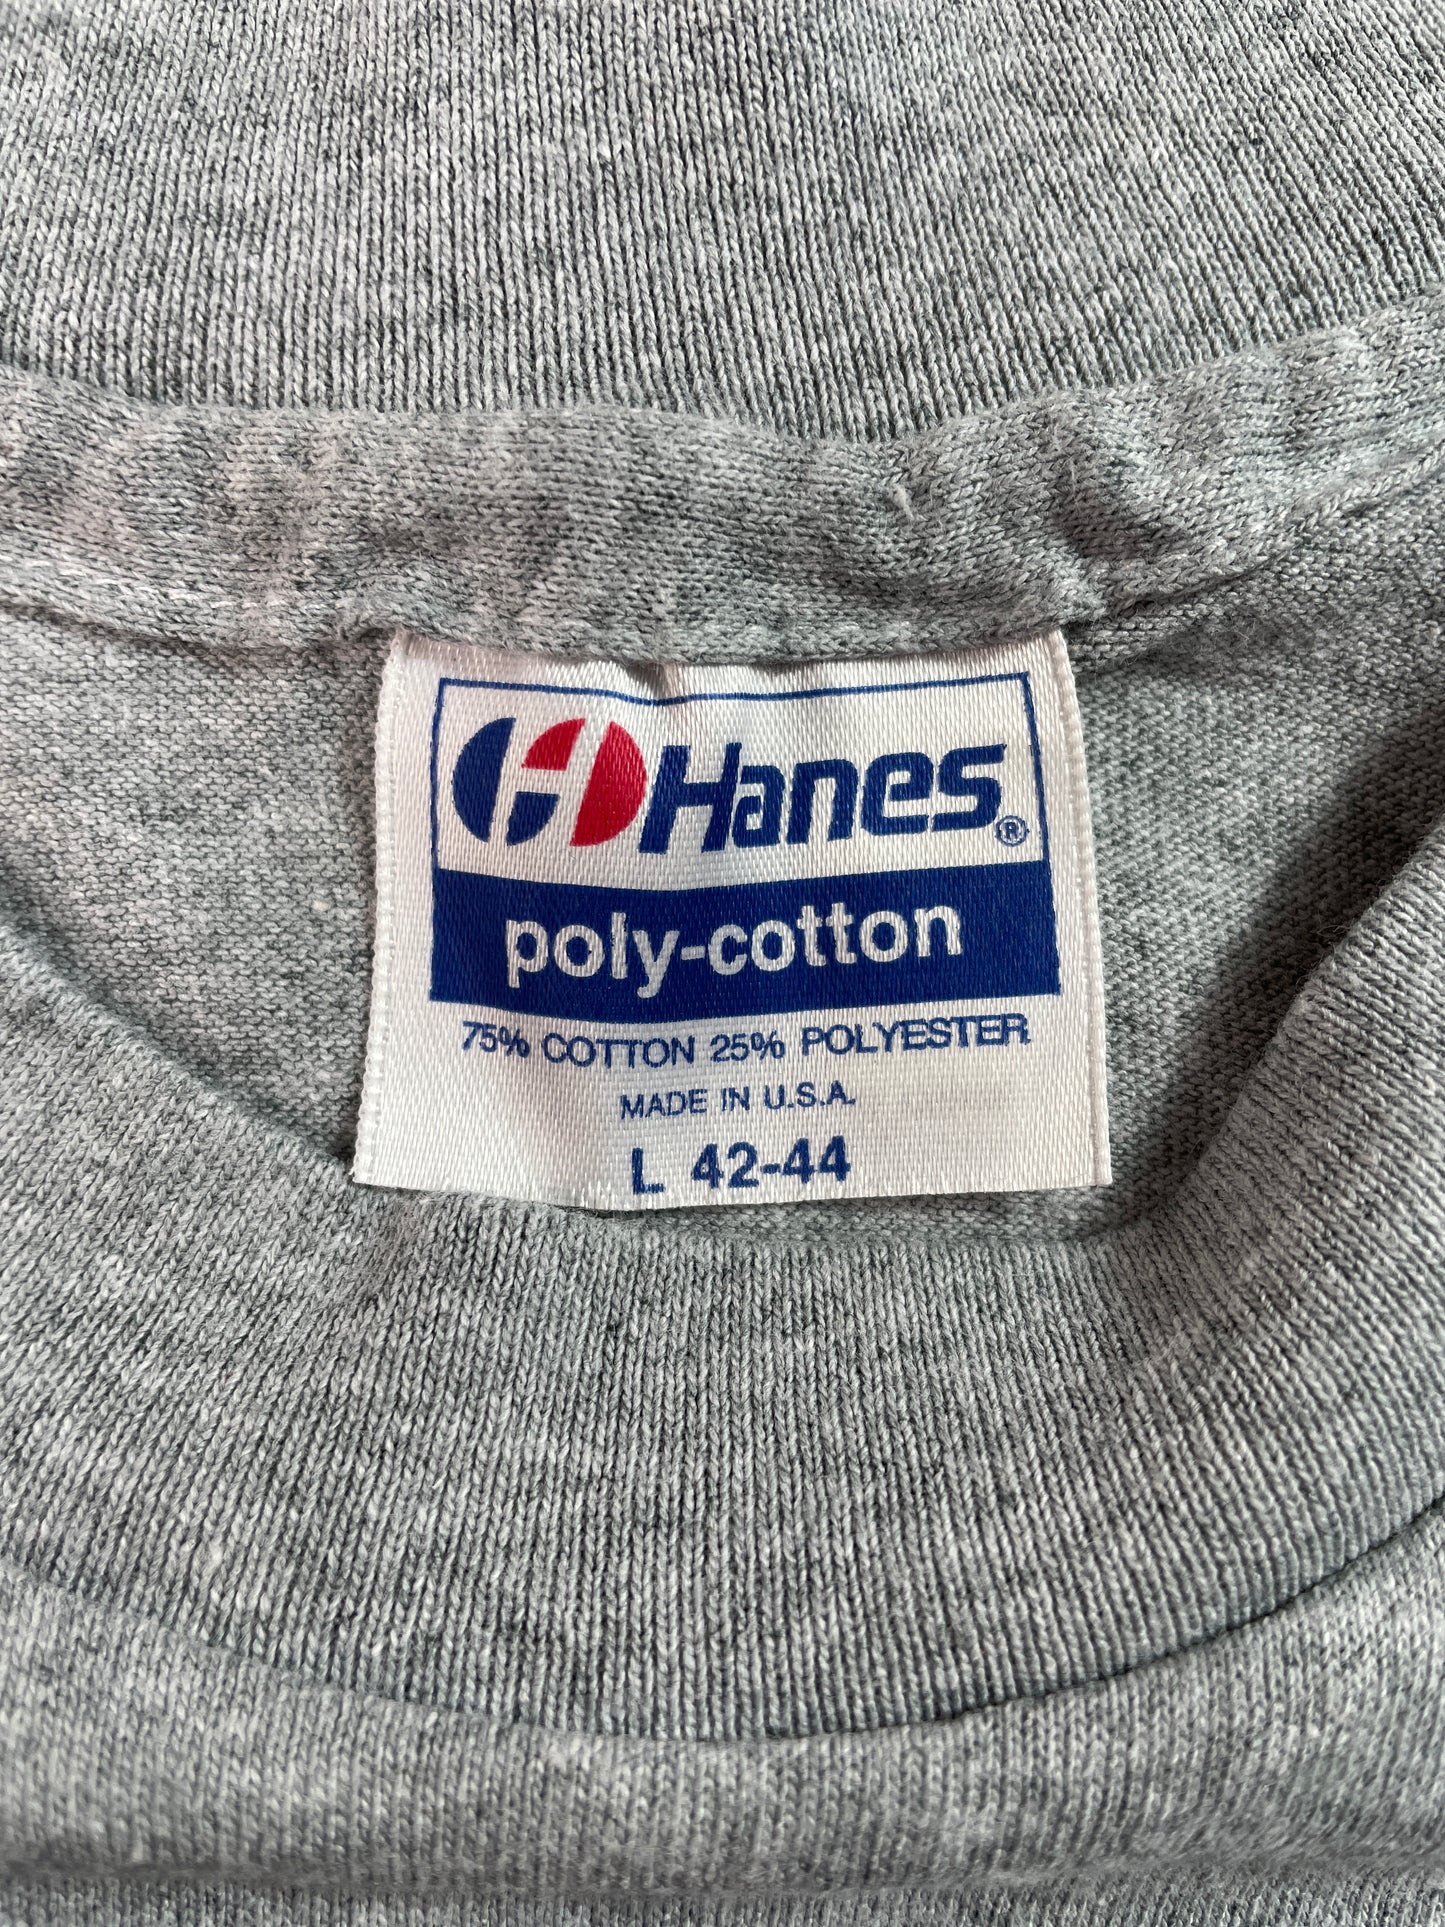 Hanes®
poly-cotton
75% COTTON 25% POLYESTER
MADE IN U.S.A.
L 42-44